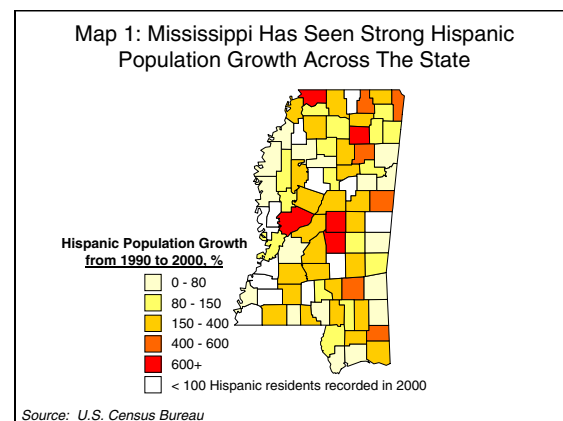 Map 1: Mississippi Has Seen Strong Hispanic
Population Growth Across The State
Hispanic Population Growth
from 1990 to 2000, %
0 - 80
80 - 150
150 - 400
400 - 600
600+
< 100 Hispanic residents recorded in 2000
Source: U.S. Census Bureau